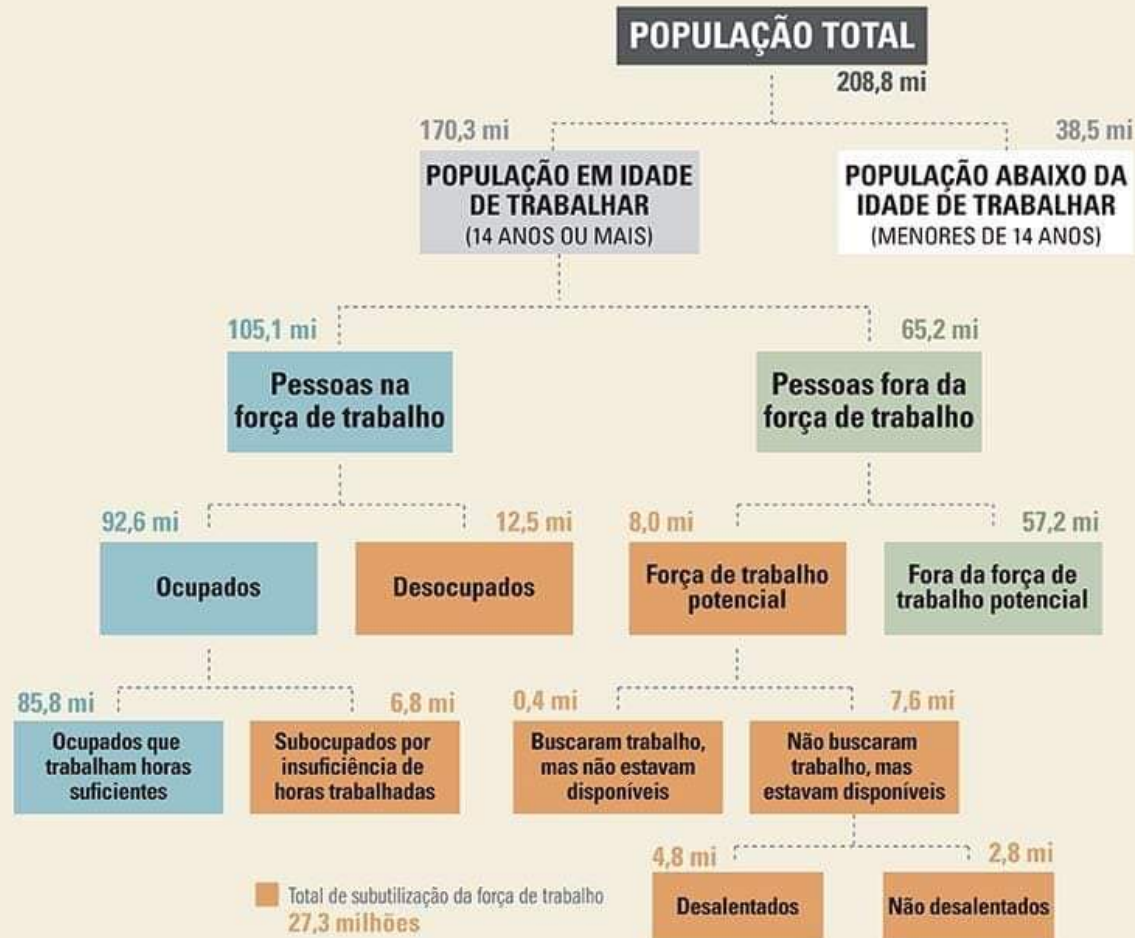 POPULAÇÃO TOTAL
208,8 mi
170,3 mi
POPULAÇÃO EM IDADE
DE TRABALHAR
(14 ANOS OU MAIS)
38,5 mi
POPULAÇÃO ABAIXO DA
IDADE DE TRABALHAR
(MENORES DE 14 ANOS)
105,1 mi
Pessoas na
força de trabalho
65,2 mi
Pessoas fora da
força de trabalho
92,6 mi
Ocupados
12,5 mi
Desocupados
8,0 mi
Força de trabalho
potencial
57,2 mi
Fora da força de
trabalho potencial
85,8 mi
Ocupados que
trabalham horas
suficientes
6,8 mi
Subocupados por
insuficiência de
horas trabalhadas
0,4 mi
Buscaram trabalho,
mas não estavam
disponíveis
7,6 mi
Não buscaram
trabalho, mas
estavam disponíveis
4,8 mi
Desalentados
2,8 mi
Não desalentados
Total de subutilização da força de trabalho
27,3 milhões